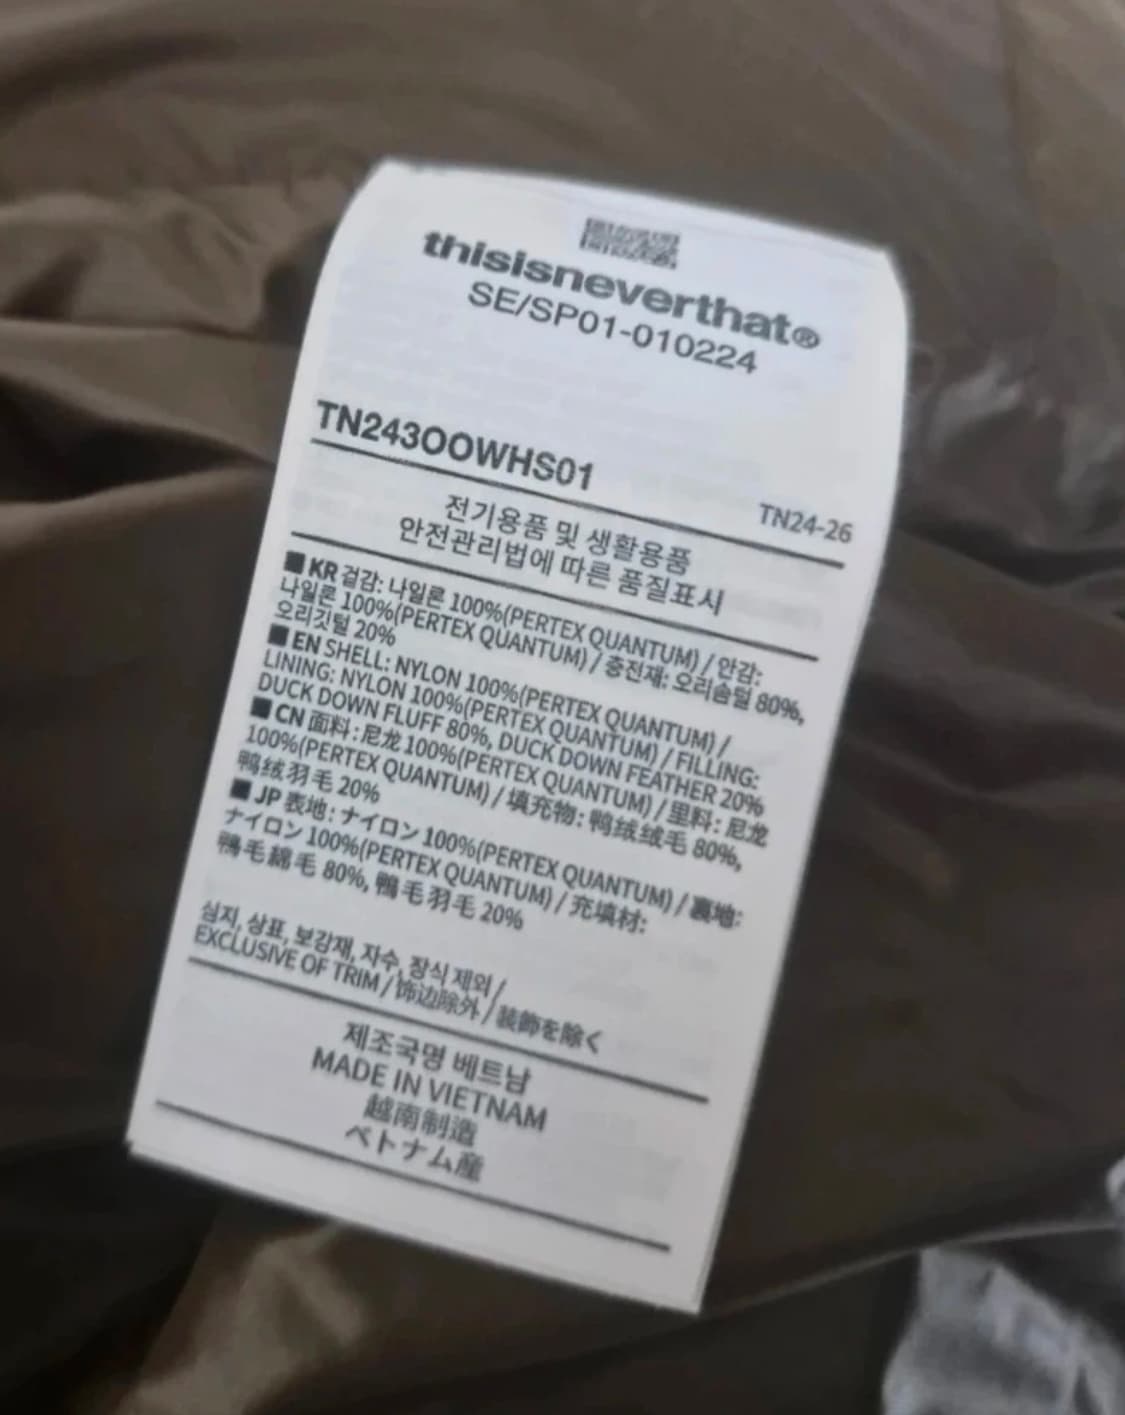 thisisneverthat®
SE/SP01-010224
TN243OOWHS01
TN24-26
전기용품 및 생활용품
안전관리법에 따른 품질표시
■ KR 겉감: 나일론 100%(PERTEX QUANTUM) / 안감:
나일론 100%(PERTEX QUANTUM) / 충전재: 오리솜털 80%,
오리깃털 20%
■ EN SHELL: NYLON 100%(PERTEX QUANTUM) /
LINING: NYLON 100%(PERTEX QUANTUM) / FILLING:
DUCK DOWN FLUFF 80%, DUCK DOWN FEATHER 20%
■ CN 面料: 尼龙 100%(PERTEX QUANTUM) / 里料: 尼龙
100%(PERTEX QUANTUM) / 填充物: 鸭绒绒毛 80%,
鸭绒羽毛 20%
■ JP 表地: ナイロン 100%(PERTEX QUANTUM) / 裏地:
ナイロン 100%(PERTEX QUANTUM) / 充填材:
鴨毛綿毛 80%, 鴨毛羽毛 20%
심지, 상표, 보강재, 자수, 장식 제외 /
EXCLUSIVE OF TRIM / 饰边除外 / 装飾を除く
제조국명 베트남
MADE IN VIETNAM
越南制造
ベトナム産